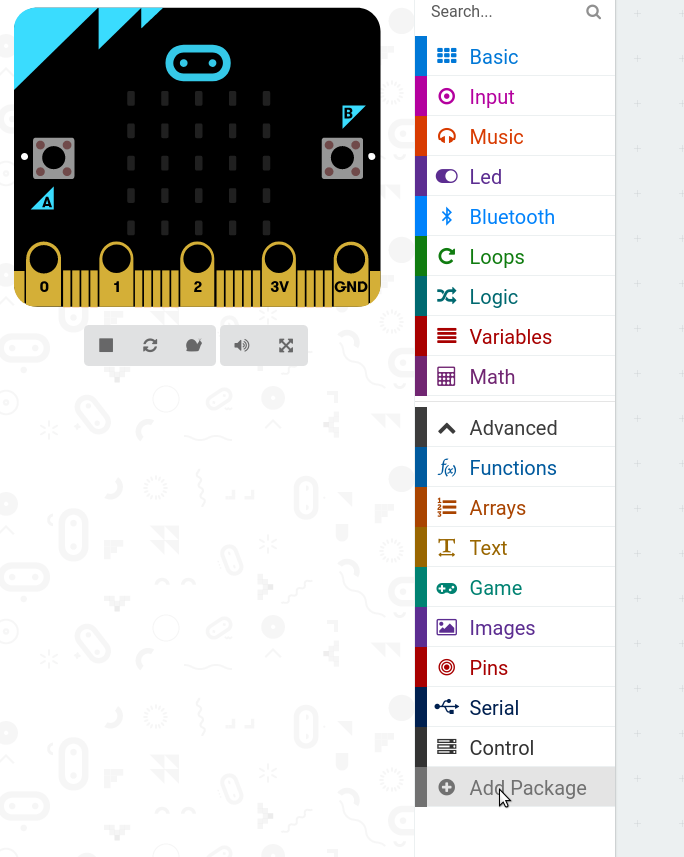 Search...
B
A
0 1 2 3V GND
Basic
Input
Music
Led
Bluetooth
Loops
Logic
Variables
Math
Advanced
Functions
Arrays
Text
Game
Images
Pins
Serial
Control
Add Package